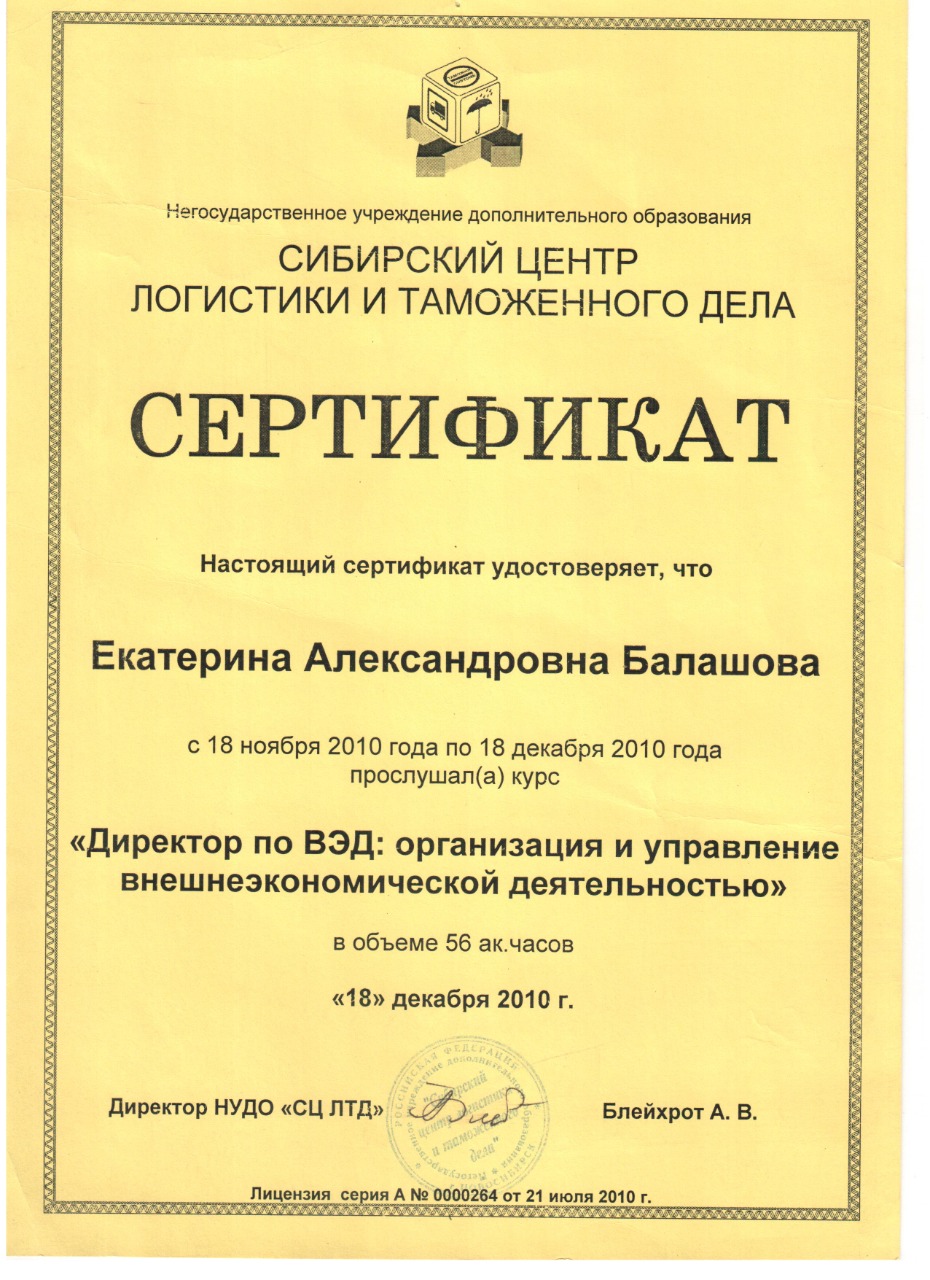 Негосударственное учреждение дополнительного образования
СИБИРСКИЙ ЦЕНТР
ЛОГИСТИКИ И ТАМОЖЕННОГО ДЕЛА
СЕРТИФИКАТ
Настоящий сертификат удостоверяет, что
Екатерина Александровна Балашова
с 18 ноября 2010 года по 18 декабря 2010 года
прослушал(а) курс
«Директор по ВЭД: организация и управление
внешнеэкономической деятельностью»
в объеме 56 ак.часов
«18» декабря 2010 г.
Директор НУДО «СЦ ЛТД»
Блейхрот А. В.
РОССИЙСКАЯ ФЕДЕРАЦИЯ
"Сибирский
центр логистики
и таможенного
дела"
Лицензия серия А № 0000264 от 21 июля 2010 г.